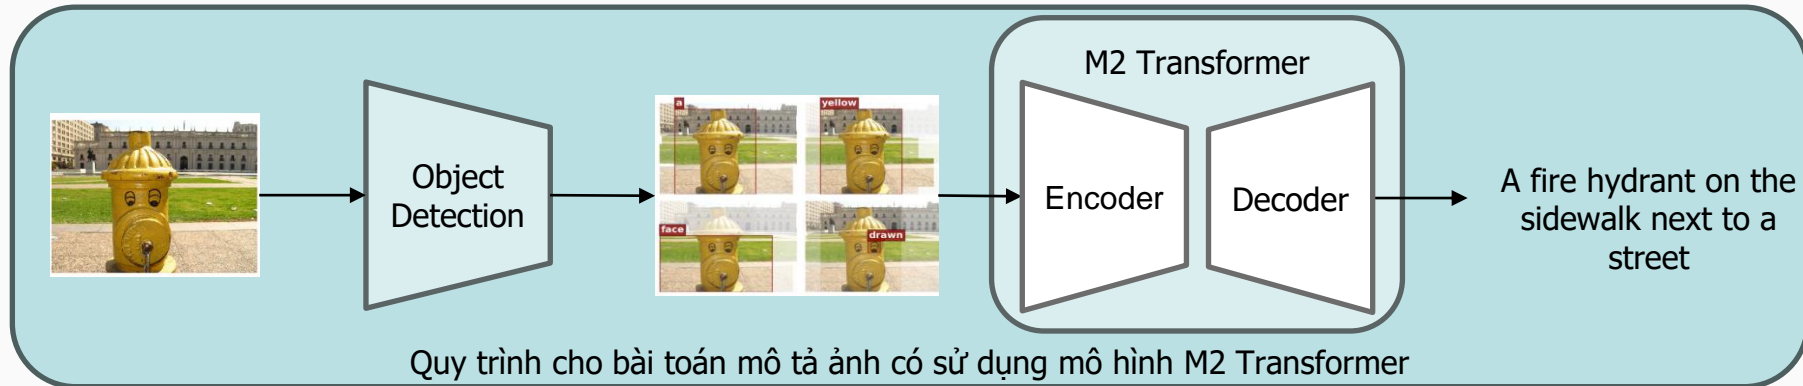 M2 Transformer
a
yellow
face
drawn
Object
Detection
Encoder
Decoder
A fire hydrant on the
sidewalk next to a
street
Quy trình cho bài toán mô tả ảnh có sử dụng mô hình M2 Transformer